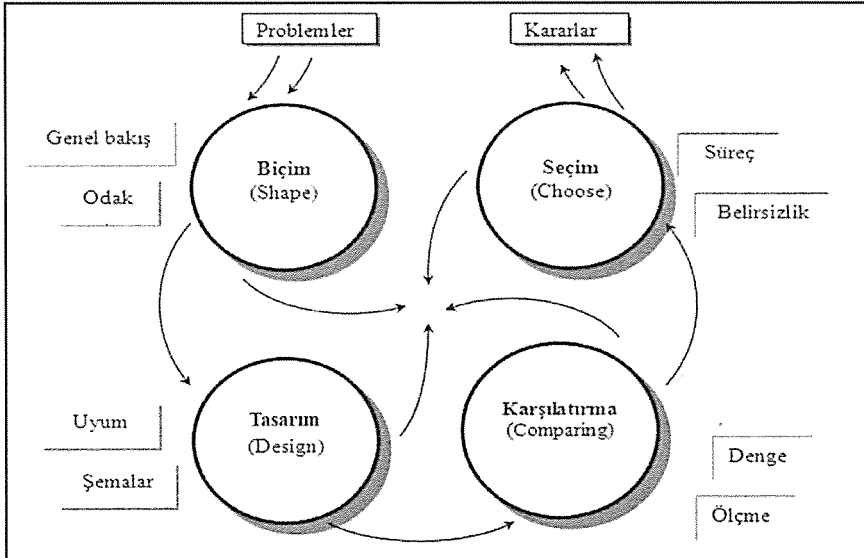 Problemler
Kararlar
Genel bakış
Odak
Biçim
(Shape)
Seçim
(Choose)
Süreç
Belirsizlik
Uyum
Şemalar
Tasarım
(Design)
Karşılatırma
(Comparing)
Denge
Ölçme